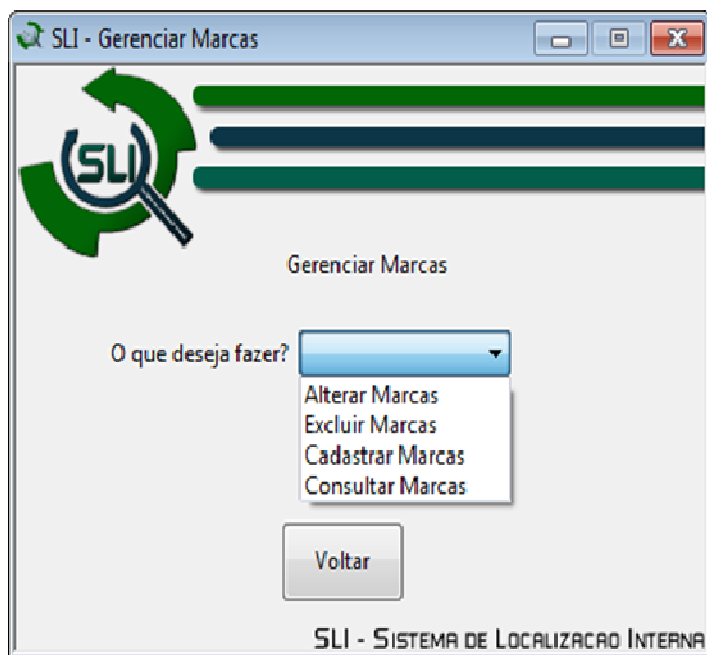 SLI - Gerenciar Marcas
SLI
Gerenciar Marcas
O que deseja fazer?
Alterar Marcas
Excluir Marcas
Cadastrar Marcas
Consultar Marcas
Voltar
SLI - SISTEMA DE LOCALIZACAO INTERNA